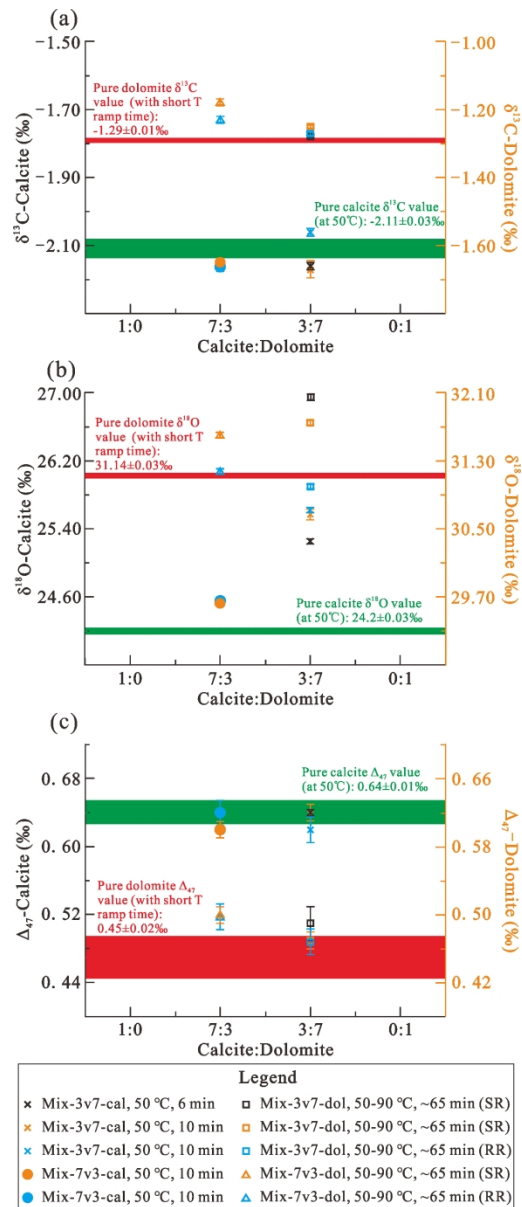 (a)
−1.50
−1.70
−1.90
−2.10
δ¹³C-Calcite (‰)
−1.00
−1.20
−1.40
−1.60
δ¹³C-Dolomite (‰)
Pure dolomite δ¹³C
value (with short T
ramp time):
-1.29±0.01‰
Pure calcite δ¹³C value
(at 50℃): -2.11±0.03‰
1:0
7:3
3:7
0:1
Calcite:Dolomite
(b)
27.00
26.20
25.40
24.60
δ¹⁸O-Calcite (‰)
32.10
31.30
30.50
29.70
δ¹⁸O-Dolomite (‰)
Pure dolomite δ¹⁸O
value (with short T
ramp time):
31.14±0.03‰
Pure calcite δ¹⁸O value
(at 50℃): 24.2±0.03‰
1:0
7:3
3:7
0:1
Calcite:Dolomite
(c)
0.68
0.60
0.52
0.44
Δ₄₇-Calcite (‰)
0.66
0.58
0.50
0.42
Δ₄₇-Dolomite (‰)
Pure calcite Δ₄₇ value
(at 50℃): 0.64±0.01‰
Pure dolomite Δ₄₇
value (with short T
ramp time):
0.45±0.02‰
1:0
7:3
3:7
0:1
Calcite:Dolomite
Legend
Mix-3v7-cal, 50 ℃, 6 min
Mix-3v7-dol, 50-90 ℃, ~65 min (SR)
Mix-3v7-cal, 50 ℃, 10 min
Mix-3v7-dol, 50-90 ℃, ~65 min (SR)
Mix-3v7-cal, 50 ℃, 10 min
Mix-3v7-dol, 50-90 ℃, ~65 min (RR)
Mix-7v3-cal, 50 ℃, 10 min
Mix-7v3-dol, 50-90 ℃, ~65 min (SR)
Mix-7v3-cal, 50 ℃, 10 min
Mix-7v3-dol, 50-90 ℃, ~65 min (RR)